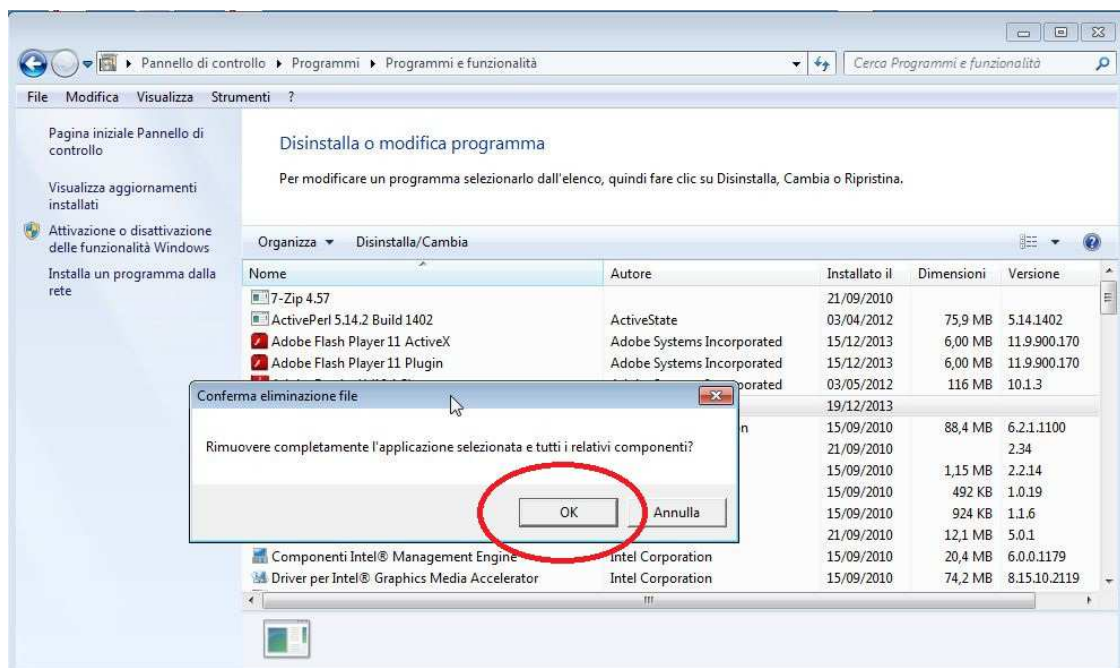 Pannello di controllo ▸ Programmi ▸ Programmi e funzionalità
Cerca Programmi e funzionalità
File Modifica Visualizza Strumenti ?
Pagina iniziale Pannello di
controllo
Visualizza aggiornamenti
installati
Attivazione o disattivazione
delle funzionalità Windows
Installa un programma dalla
rete
Disinstalla o modifica programma
Per modificare un programma selezionarlo dall'elenco, quindi fare clic su Disinstalla, Cambia o Ripristina.
Organizza Disinstalla/Cambia
Nome Autore Installato il Dimensioni Versione
7-Zip 4.57 21/09/2010
ActivePerl 5.14.2 Build 1402 ActiveState 03/04/2012 75,9 MB 5.14.1402
Adobe Flash Player 11 ActiveX Adobe Systems Incorporated 15/12/2013 6,00 MB 11.9.900.170
Adobe Flash Player 11 Plugin Adobe Systems Incorporated 15/12/2013 6,00 MB 11.9.900.170
03/05/2012 116 MB 10.1.3
19/12/2013
15/09/2010 88,4 MB 6.2.1.1100
21/09/2010 2.34
15/09/2010 1,15 MB 2.2.14
15/09/2010 492 KB 1.0.19
15/09/2010 924 KB 1.1.6
21/09/2010 12,1 MB 5.0.1
Componenti Intel® Management Engine Intel Corporation 15/09/2010 20,4 MB 6.0.0.1179
Driver per Intel® Graphics Media Accelerator Intel Corporation 15/09/2010 74,2 MB 8.15.10.2119
Conferma eliminazione file
Rimuovere completamente l'applicazione selezionata e tutti i relativi componenti?
OK Annulla